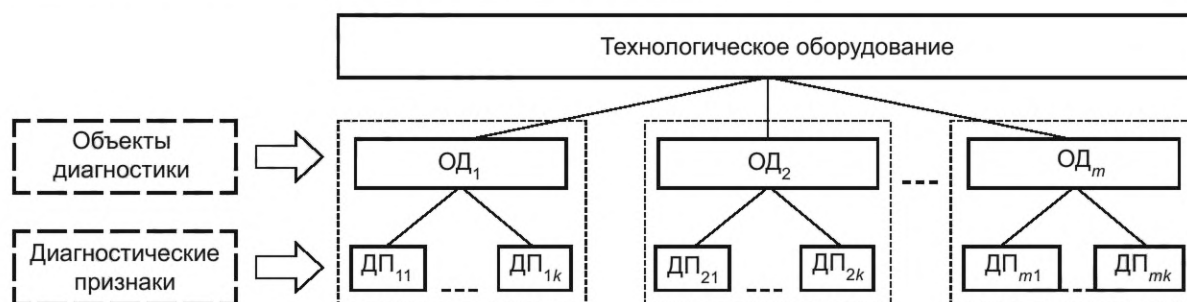 Технологическое оборудование
Объекты
диагностики
ОД₁
ОД₂
ОДₘ
Диагностические
признаки
ДП₁₁
ДП₁ₖ
ДП₂₁
ДП₂ₖ
ДПₘ₁
ДПₘₖ